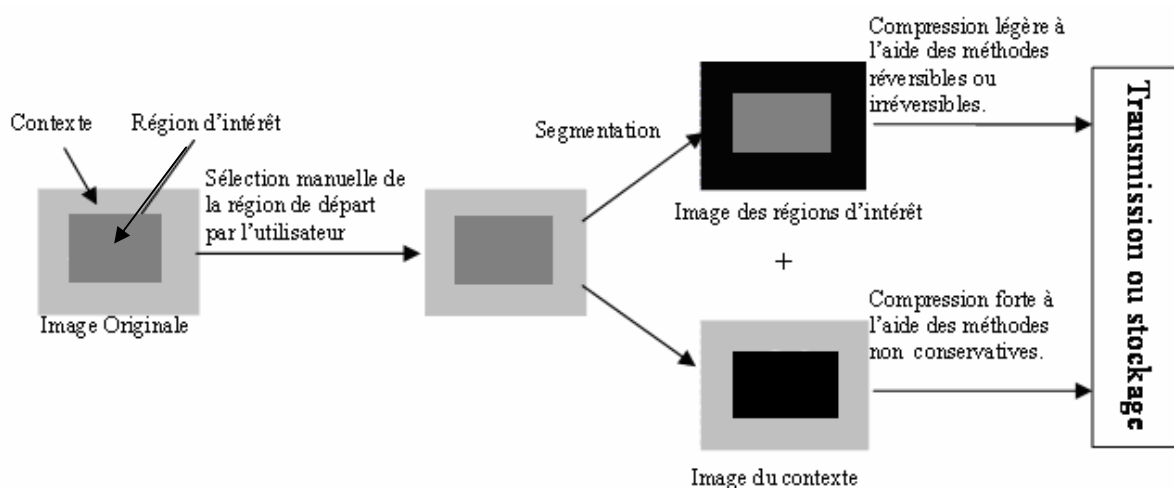 Contexte
Région d'intérêt
Image Originale
Sélection manuelle de
la région de départ
par l'utilisateur
Segmentation
Image des régions d'intérêt
+
Image du contexte
Compression légère à
l'aide des méthodes
réversibles ou
irréversibles.
Compression forte à
l'aide des méthodes
non conservatives.
Transmission ou stockage